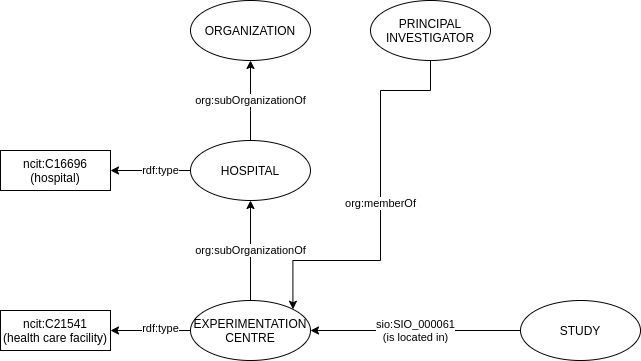 ORGANIZATION
PRINCIPAL
INVESTIGATOR
org:subOrganizationOf
ncit:C16696
(hospital)
rdf:type
HOSPITAL
org:memberOf
org:subOrganizationOf
ncit:C21541
(health care facility)
rdf:type
EXPERIMENTATION
CENTRE
sio:SIO_000061
(is located in)
STUDY